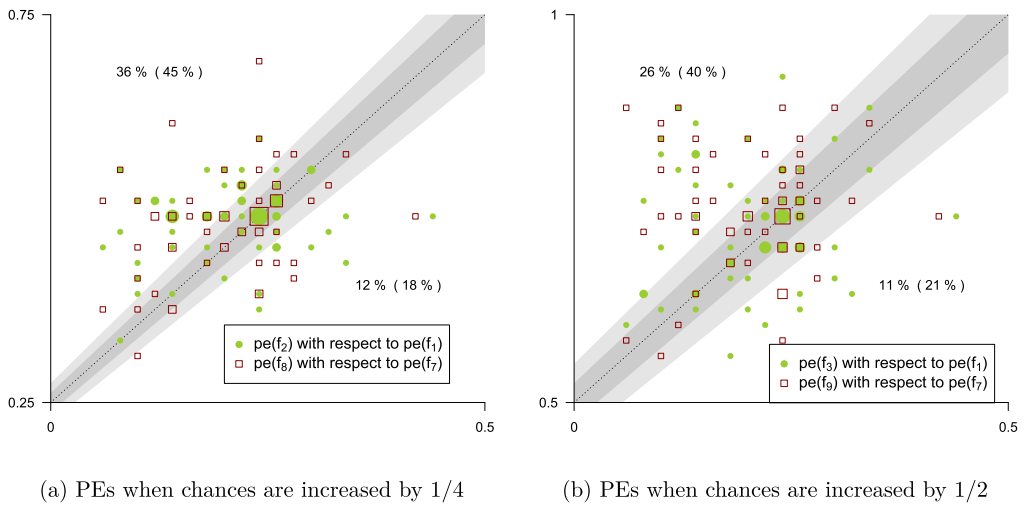 0.75
36 % ( 45 % )
12 % ( 18 % )
pe(f₂) with respect to pe(f₁)
pe(f₈) with respect to pe(f₇)
0.25
0
0.5
(a) PEs when chances are increased by 1/4
1
26 % ( 40 % )
11 % ( 21 % )
pe(f₃) with respect to pe(f₁)
pe(f₉) with respect to pe(f₇)
0.5
0
0.5
(b) PEs when chances are increased by 1/2